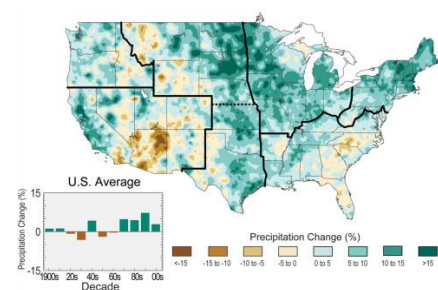 U.S. Average
Precipitation Change (%)
15
0
-15
1900s 20s 40s 60s 80s 00s
Decade
Precipitation Change (%)
<-15 -15 to -10 -10 to -5 -5 to 0 0 to 5 5 to 10 10 to 15 >15